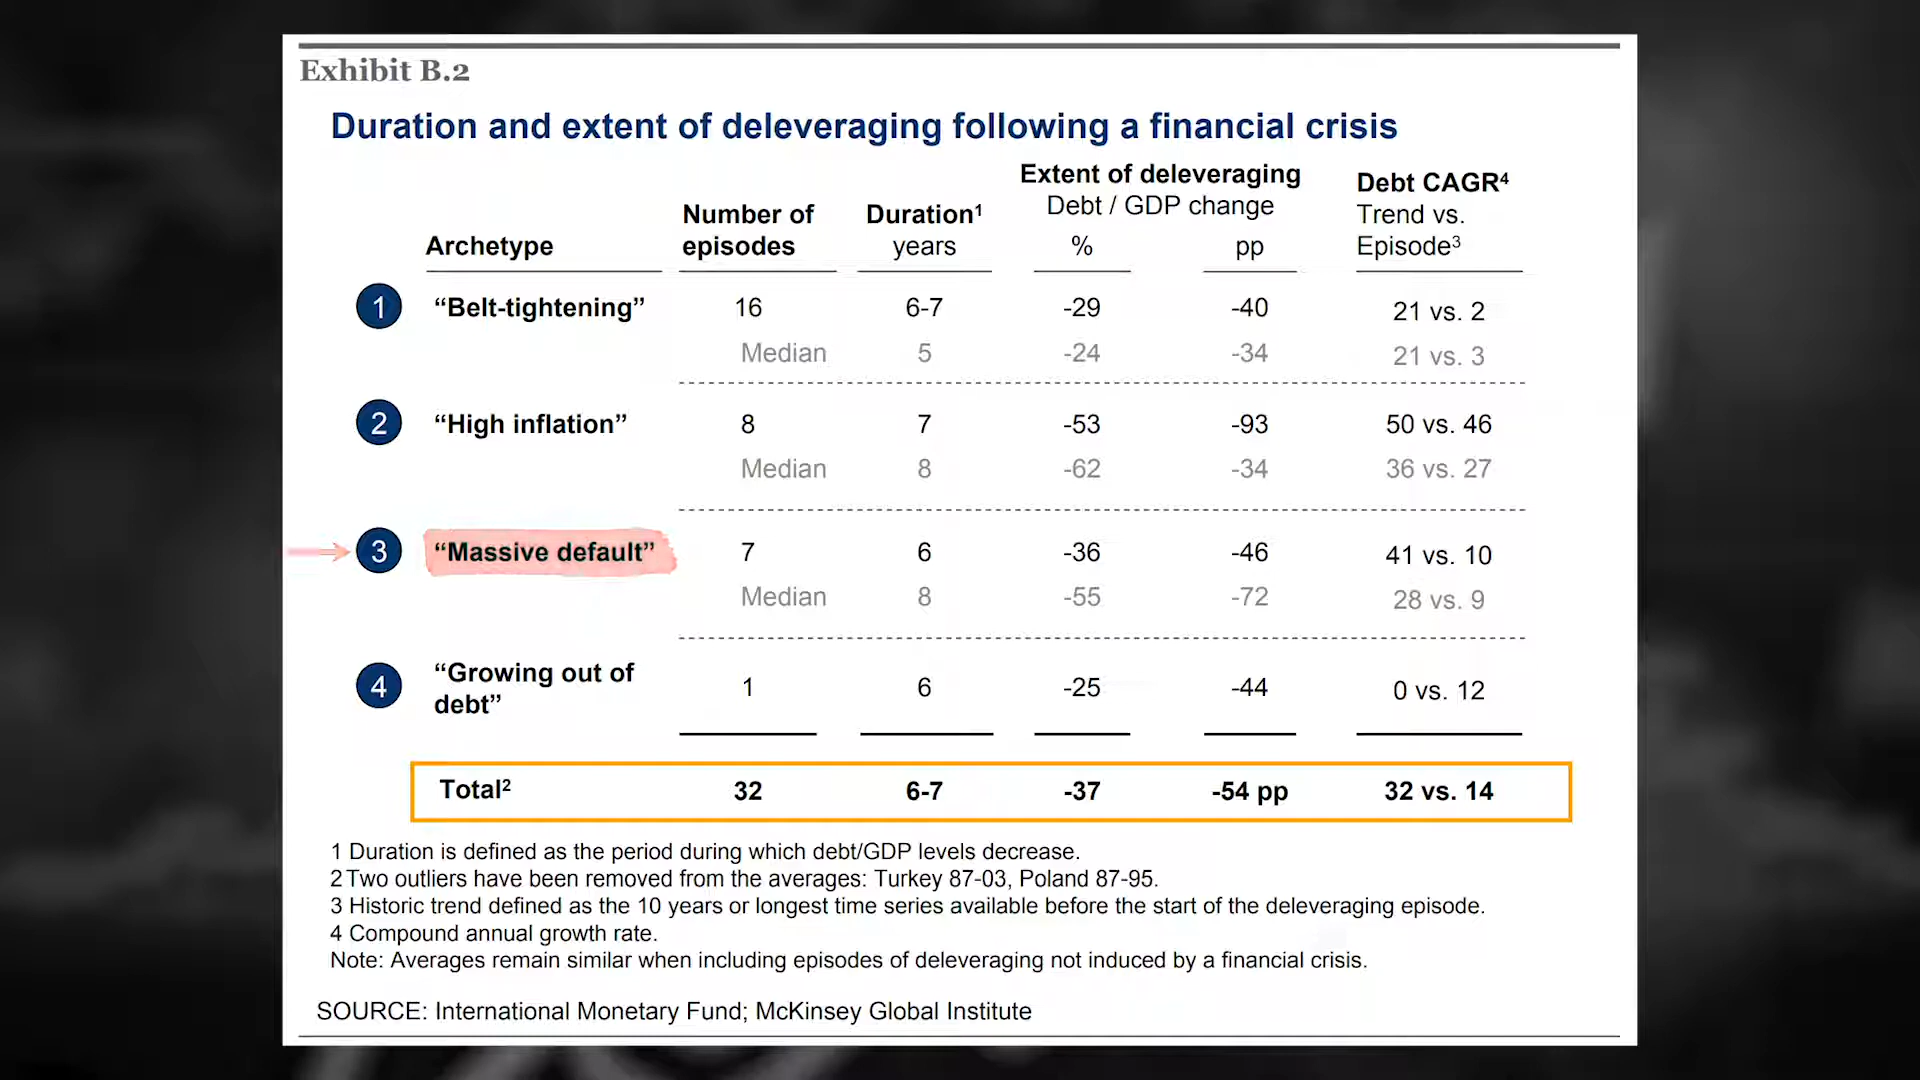 Exhibit B.2
Duration and extent of deleveraging following a financial crisis
Archetype
Number of
episodes
Duration¹
years
Extent of deleveraging
Debt / GDP change
% pp
Debt CAGR⁴
Trend vs.
Episode³
1 “Belt-tightening” 16 6-7 -29 -40 21 vs. 2
Median 5 -24 -34 21 vs. 3
2 “High inflation” 8 7 -53 -93 50 vs. 46
Median 8 -62 -34 36 vs. 27
3 “Massive default” 7 6 -36 -46 41 vs. 10
Median 8 -55 -72 28 vs. 9
4 “Growing out of
debt” 1 6 -25 -44 0 vs. 12
Total² 32 6-7 -37 -54 pp 32 vs. 14
1 Duration is defined as the period during which debt/GDP levels decrease.
2 Two outliers have been removed from the averages: Turkey 87-03, Poland 87-95.
3 Historic trend defined as the 10 years or longest time series available before the start of the deleveraging episode.
4 Compound annual growth rate.
Note: Averages remain similar when including episodes of deleveraging not induced by a financial crisis.
SOURCE: International Monetary Fund; McKinsey Global Institute